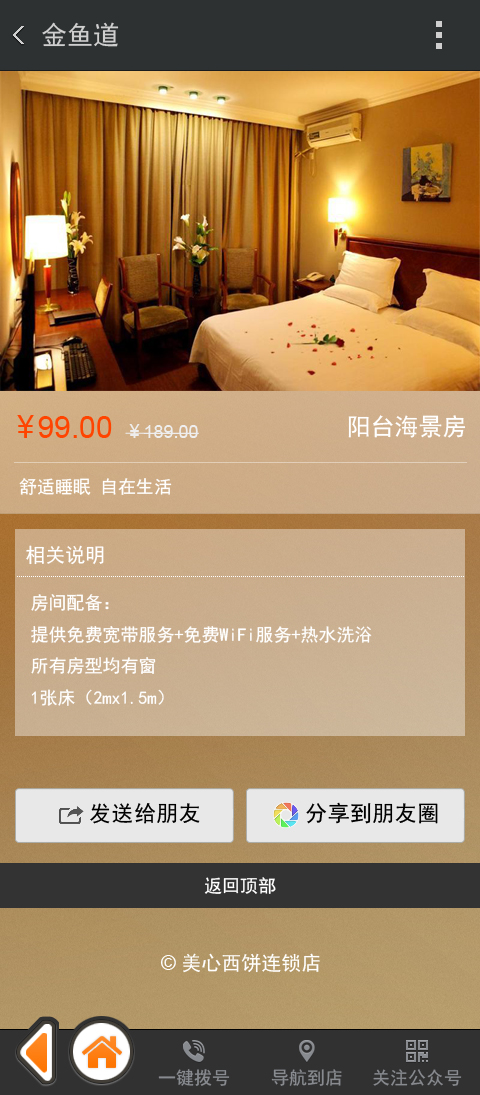 金鱼道
¥99.00 ¥189.00 阳台海景房
舒适睡眠 自在生活
相关说明
房间配备：
提供免费宽带服务+免费WiFi服务+热水洗浴
所有房型均有窗
1张床（2mx1.5m）
发送给朋友 分享到朋友圈
返回顶部
© 美心西饼连锁店
一键拨号 导航到店 关注公众号